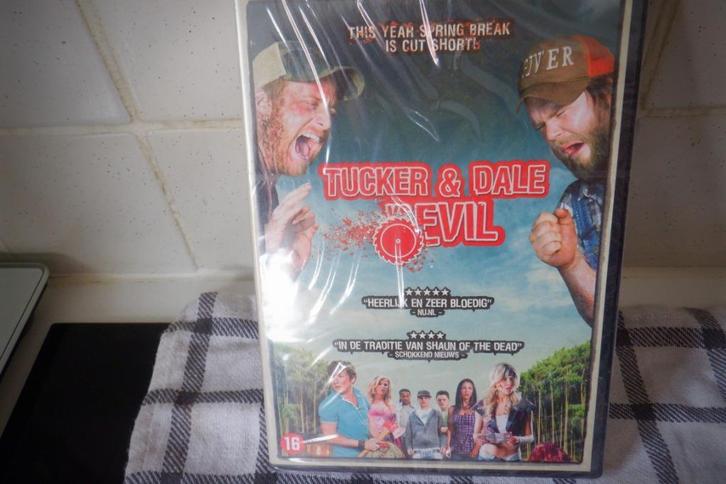 THIS YEAR SPRING BREAK
IS CUT SHORT!
TUCKER & DALE
VS EVIL
★★★★★
"HEERLIJK EN ZEER BLOEDIG"
- NU.NL -
★★★★
"IN DE TRADITIE VAN SHAUN OF THE DEAD"
- SCHOKKEND NIEUWS -
16